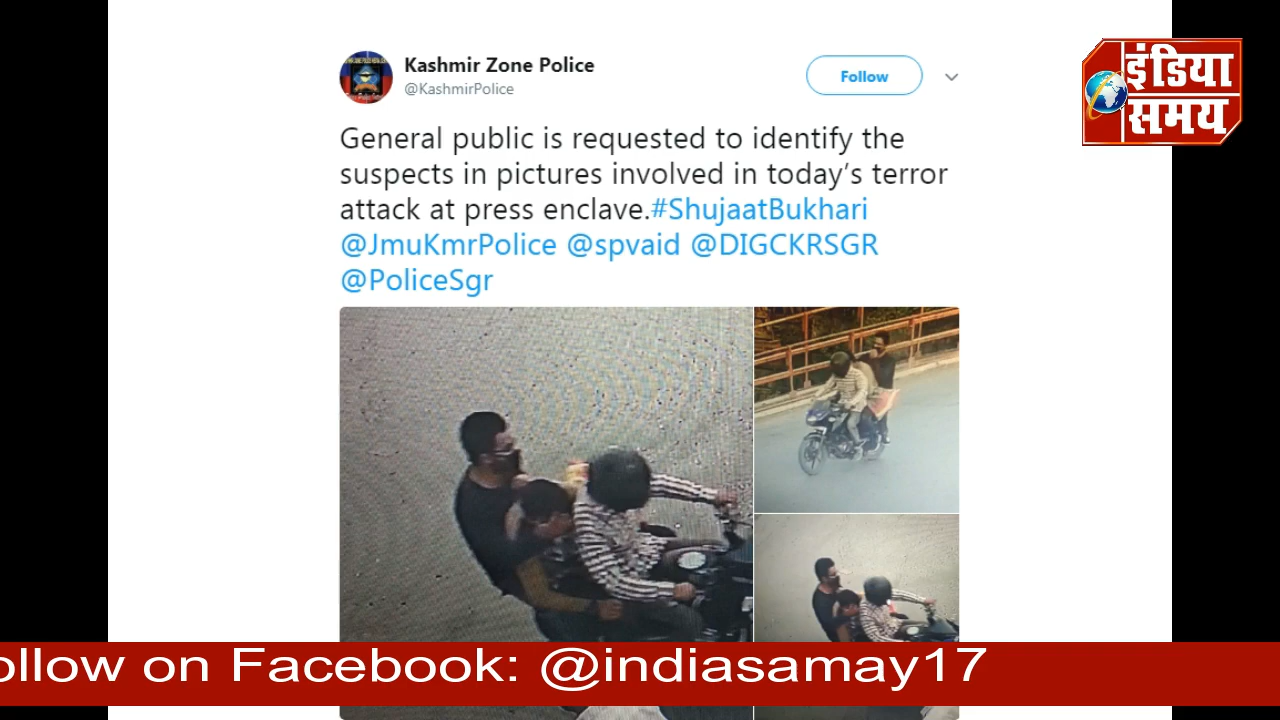 Kashmir Zone Police
@KashmirPolice
Follow
इंडिया
समय
General public is requested to identify the
suspects in pictures involved in today's terror
attack at press enclave.#ShujaatBukhari
@JmuKmrPolice @spvaid @DIGCKRSGR
@PoliceSgr
ollow on Facebook: @indiasamay17